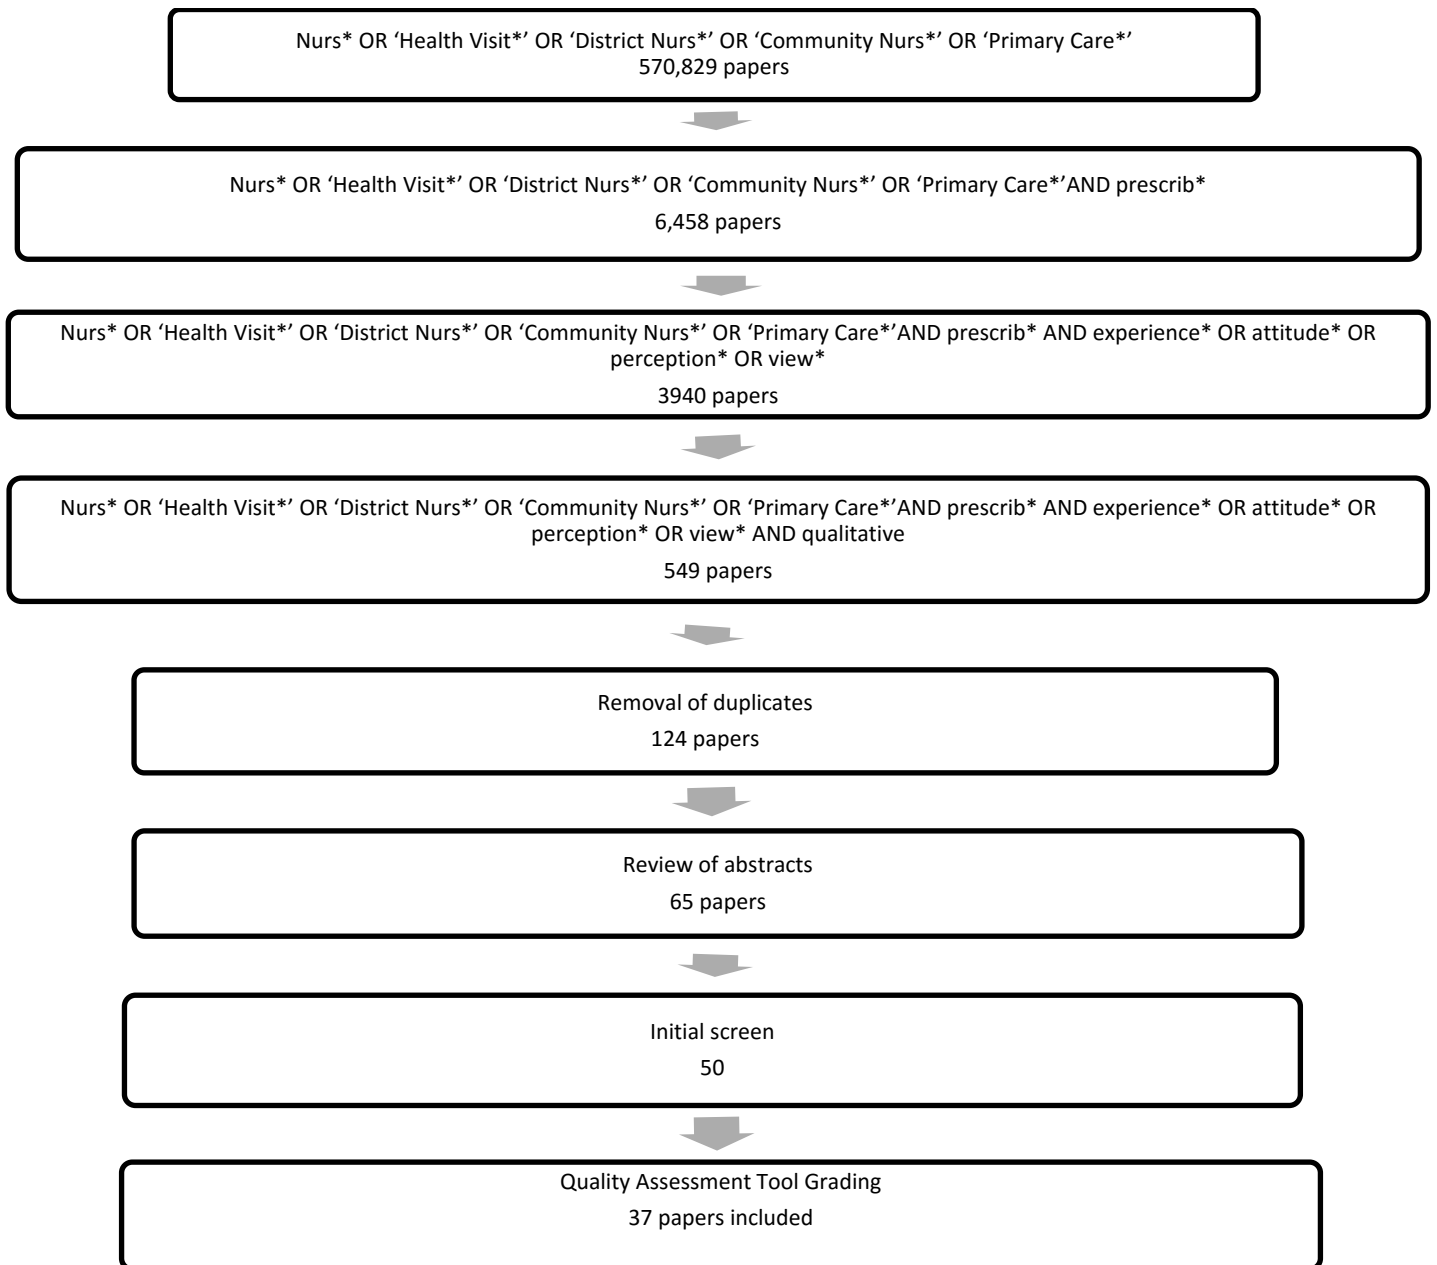 Nurs* OR ‘Health Visit*’ OR ‘District Nurs*’ OR ‘Community Nurs*’ OR ‘Primary Care*’
570,829 papers
Nurs* OR ‘Health Visit*’ OR ‘District Nurs*’ OR ‘Community Nurs*’ OR ‘Primary Care*’AND prescrib*
6,458 papers
Nurs* OR ‘Health Visit*’ OR ‘District Nurs*’ OR ‘Community Nurs*’ OR ‘Primary Care*’AND prescrib* AND experience* OR attitude* OR
perception* OR view*
3940 papers
Nurs* OR ‘Health Visit*’ OR ‘District Nurs*’ OR ‘Community Nurs*’ OR ‘Primary Care*’AND prescrib* AND experience* OR attitude* OR
perception* OR view* AND qualitative
549 papers
Removal of duplicates
124 papers
Review of abstracts
65 papers
Initial screen
50
Quality Assessment Tool Grading
37 papers included